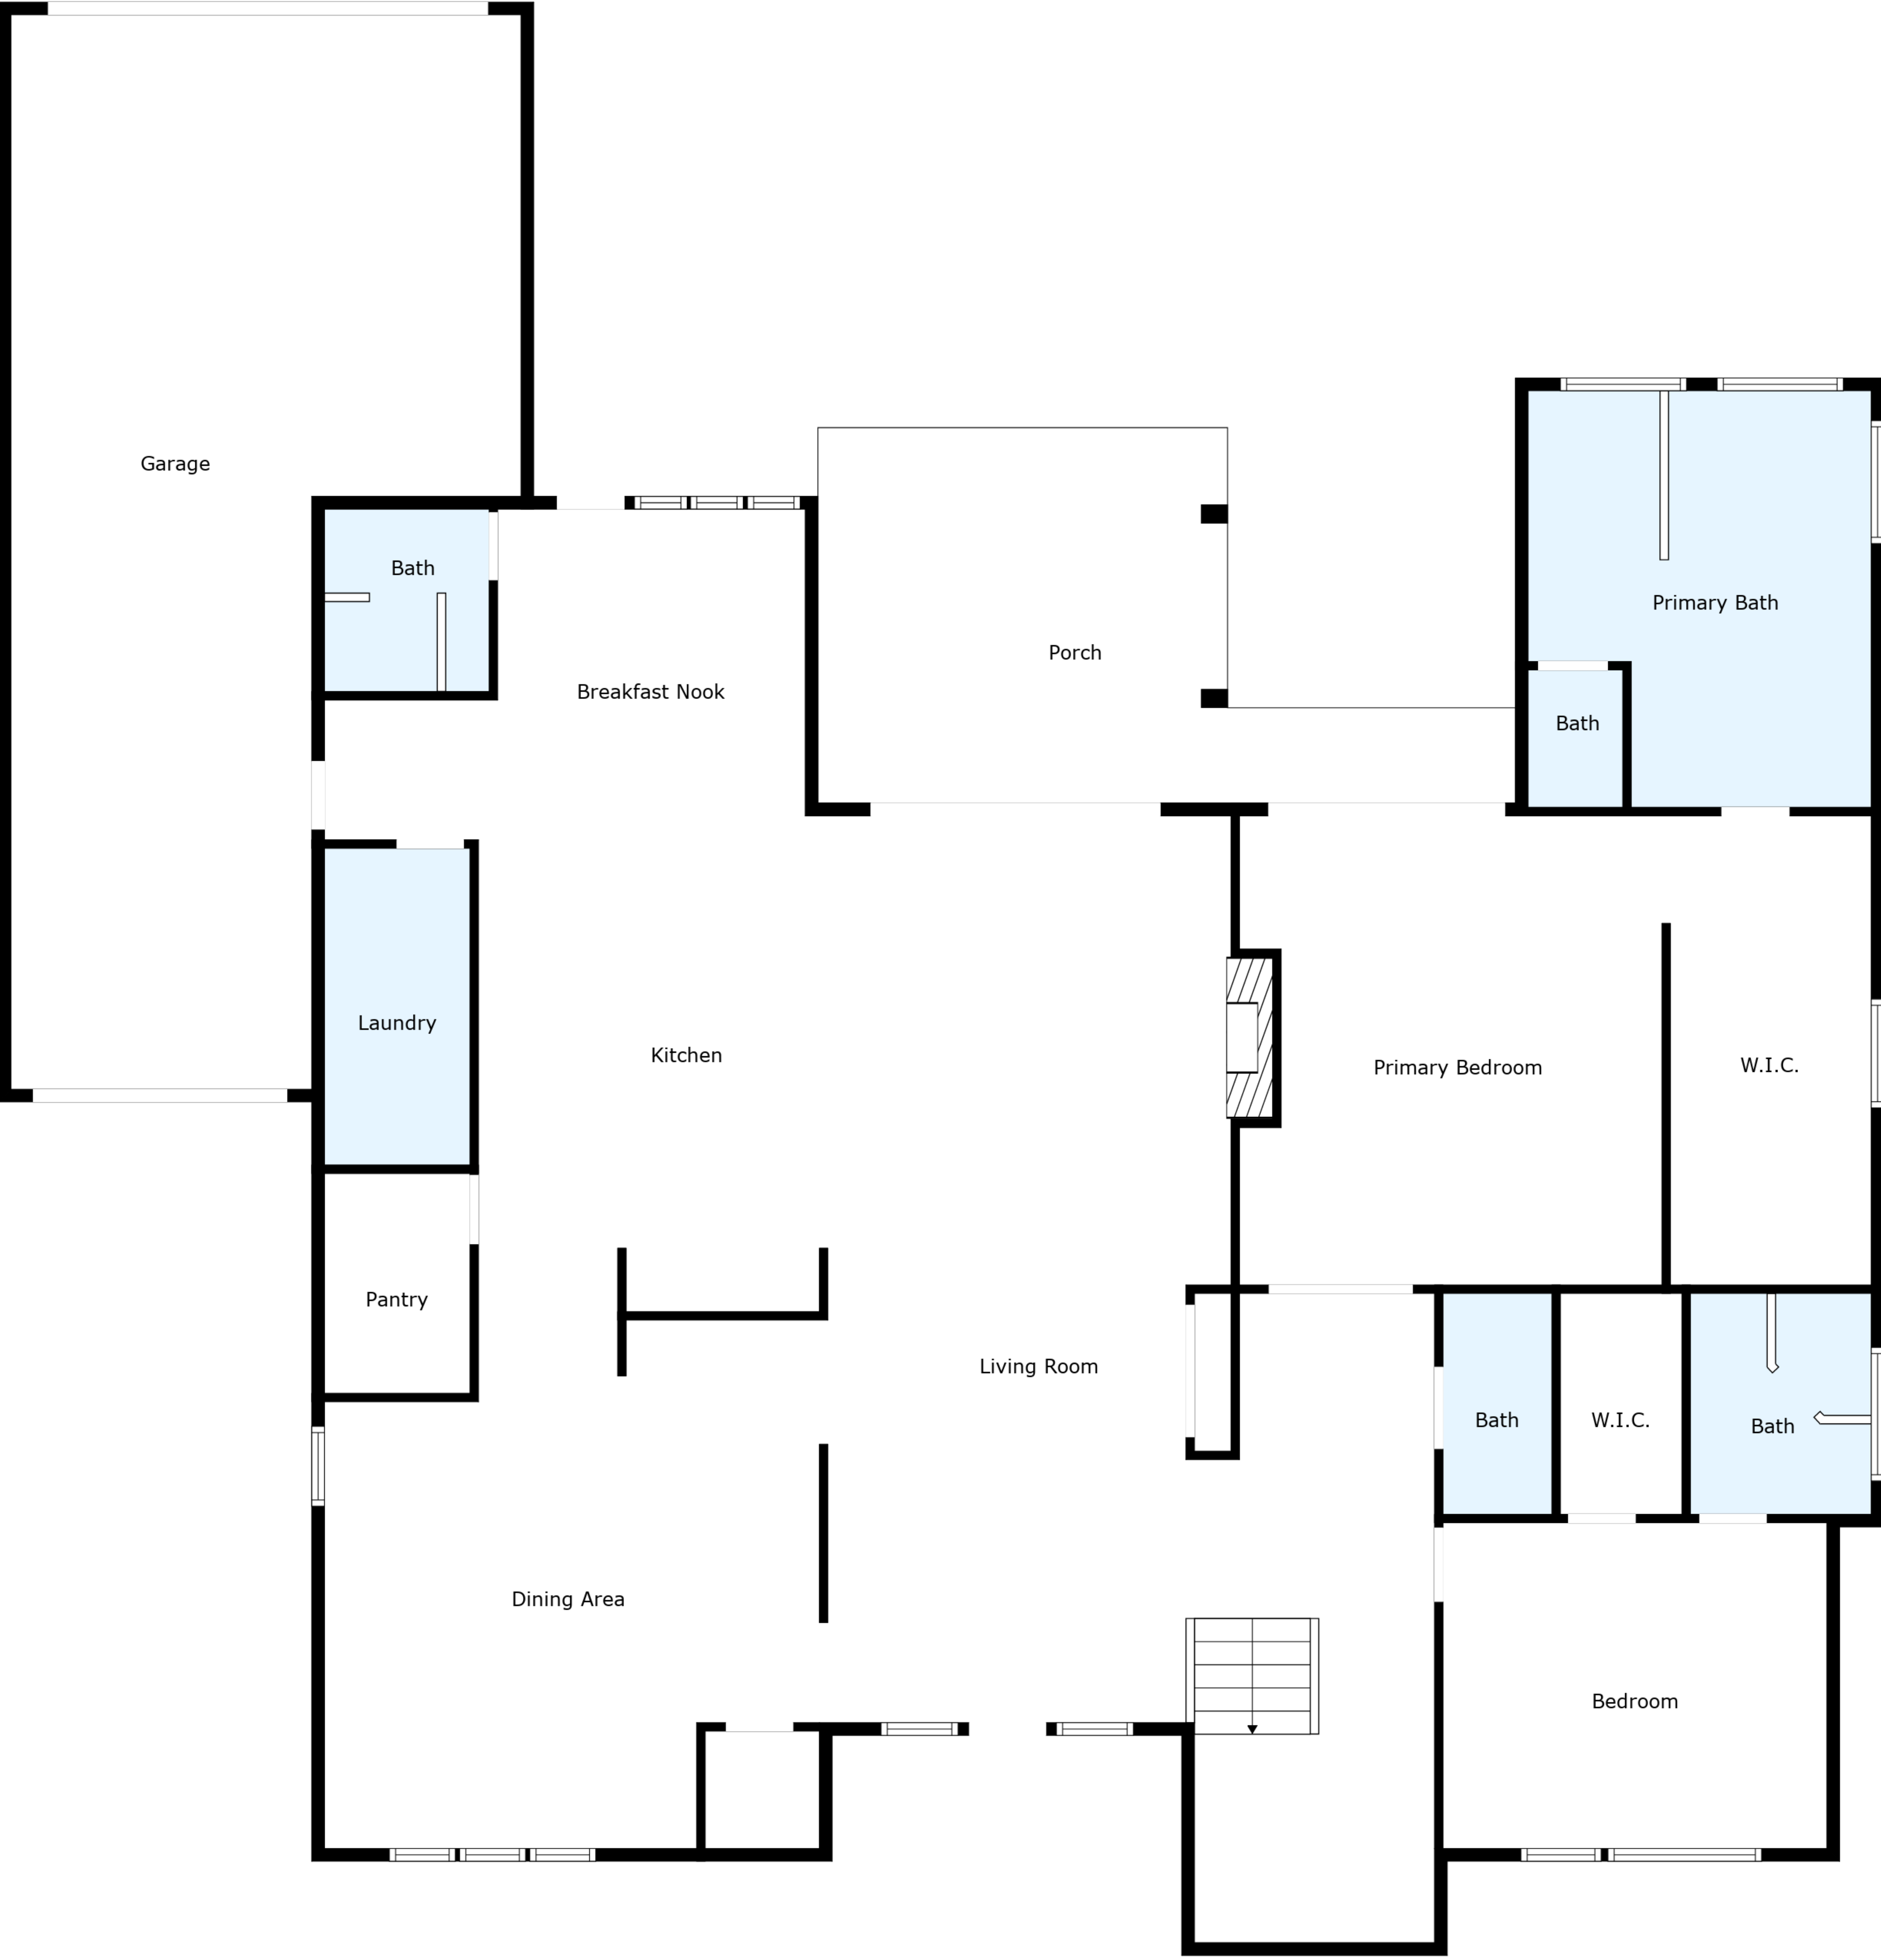 Garage
Bath
Primary Bath
Porch
Breakfast Nook
Bath
Laundry
Kitchen
Primary Bedroom
W.I.C.
Pantry
Living Room
Bath
W.I.C.
Bath
Dining Area
Bedroom